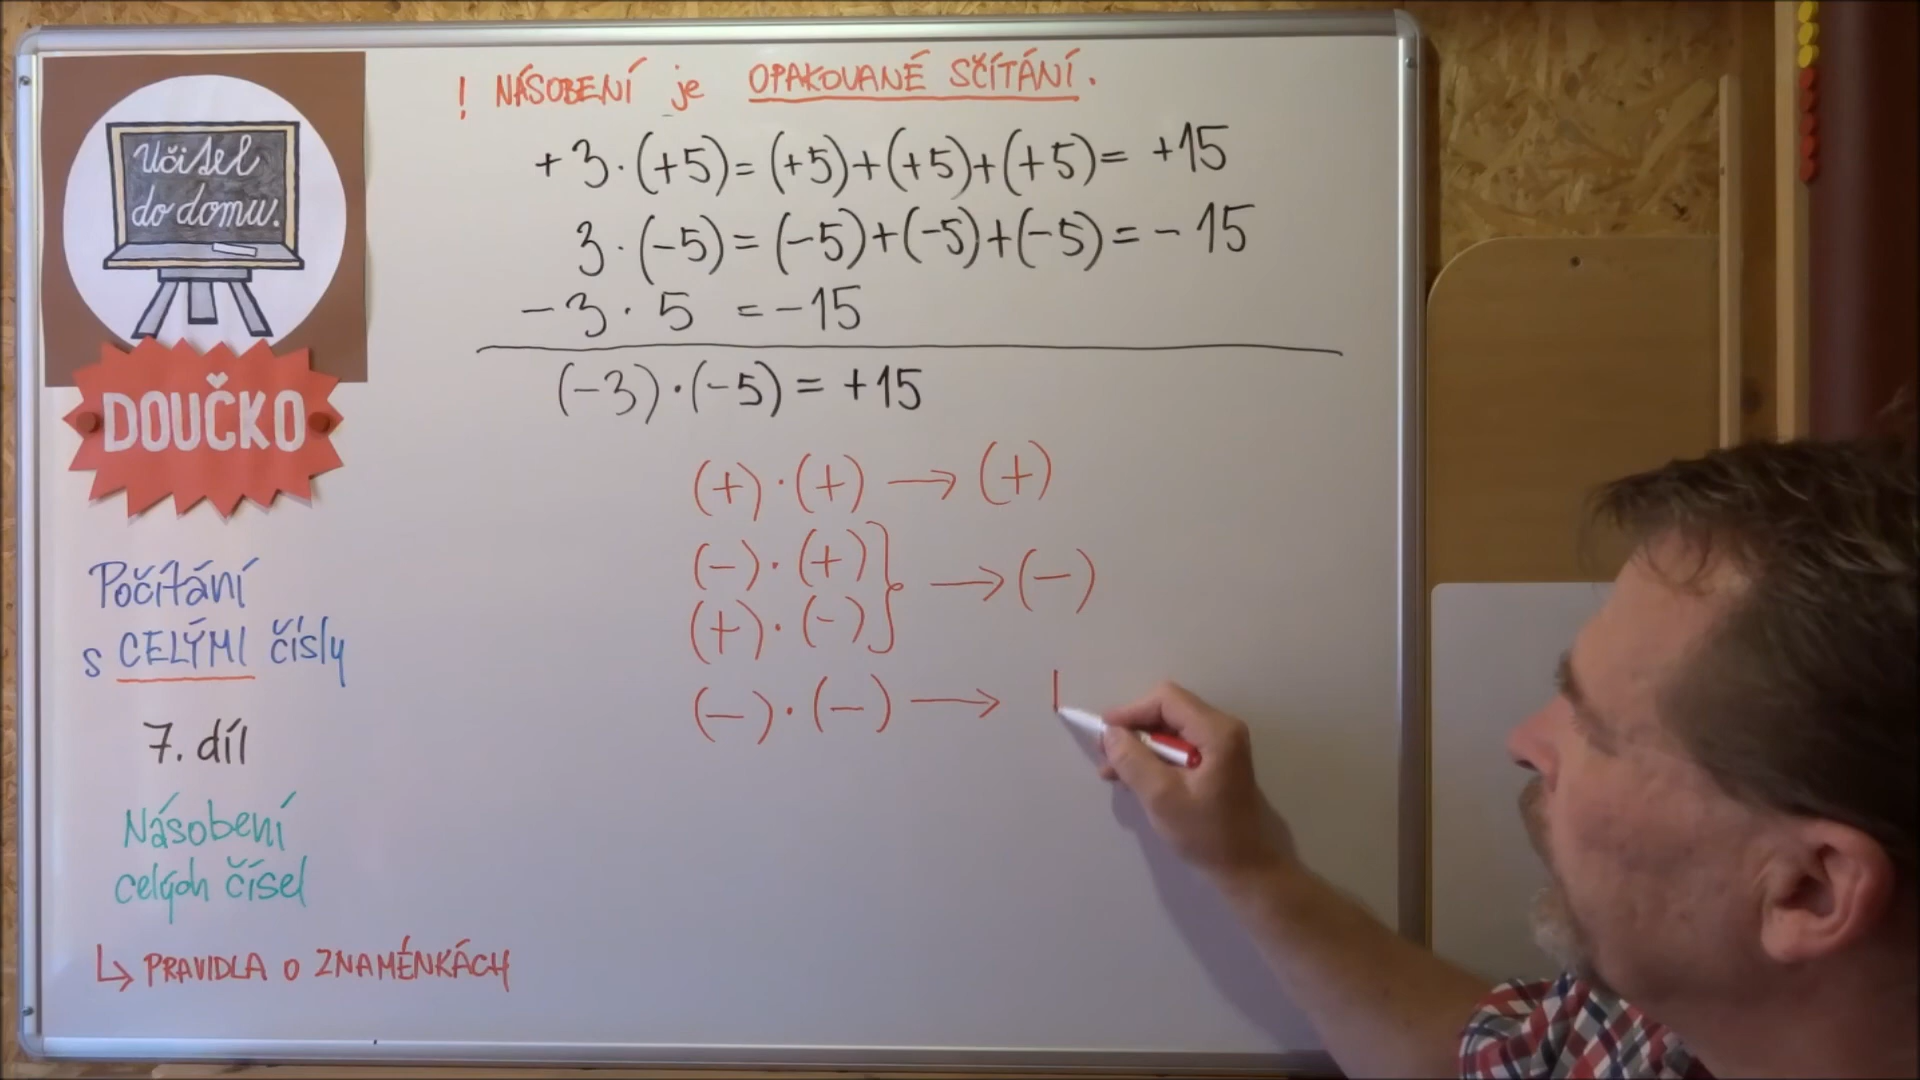 Učitel
do domu.
DOUČKO
Počítání
s CELÝMI čísly
7. díl
Násobení
celých čísel
↳ PRAVIDLA O ZNAMÉNKÁCH
! NÁSOBENÍ je OPAKOVANÉ SČÍTÁNÍ.
+3·(+5)=(+5)+(+5)+(+5)=+15
3·(-5)=(-5)+(-5)+(-5)=-15
-3·5=-15
(-3)·(-5)=+15
(+)·(+)→(+)
(-)·(+)}→(-)
(+)·(-)
(-)·(-)→